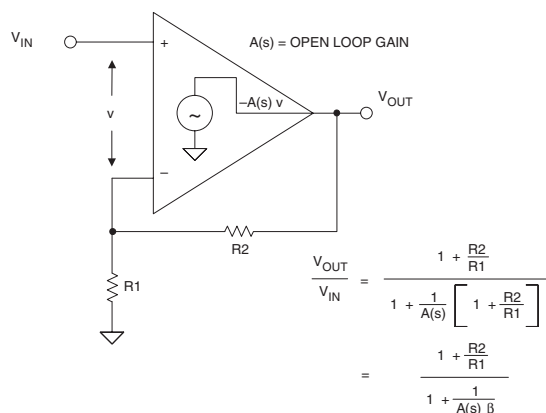 V_IN
+
A(s) = OPEN LOOP GAIN
v
~
–A(s) v
V_OUT
–
R2
R1
V_OUT / V_IN = (1 + R2/R1) / (1 + 1/A(s) [1 + R2/R1])
= (1 + R2/R1) / (1 + 1/(A(s) β))